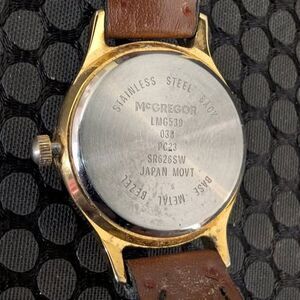 STAINLESS STEEL BACK
McGREGOR
LMG539
038
PC23
SR626SW
JAPAN MOVT
BASE METAL BEZEL